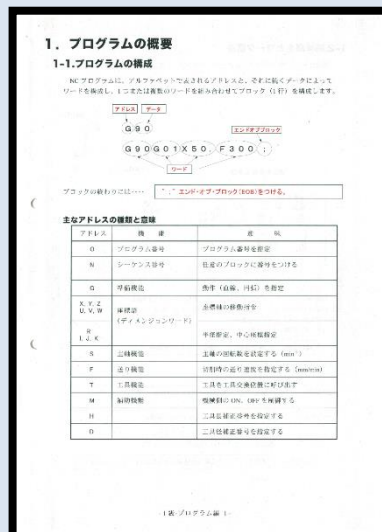 1. プログラムの概要
1-1.プログラムの構成
NC プログラムは、アルファベットで表されるアドレスと、それに続くデータによって
ワードを構成し、1つまたは複数のワードを組み合わせてブロック（1行）を構成します。
アドレス データ
G90
エンドオブブロック
G90G01X50. F300 ;
ワード
ブロックの終わりには‥‥ " ; " エンド・オブ・ブロック(EOB)をつける。
主なアドレスの種類と意味
アドレス 機 能 意 味
O プログラム番号 プログラム番号を指定
N シーケンス番号 任意のブロックに番号をつける
G 準備機能 動作（直線、円弧）を指定
X, Y, Z
U, V, W 座標語 座標軸の移動指令
(ディメンジョンワード)
R
I, J, K 半径指定、中心座標指定
S 主軸機能 主軸の回転数を設定する
F 送り機能 切削時の送り速度を指定する (mm/min)
T 工具機能 工具を工具交換位置に呼び出す
M 補助機能 機械側の ON、OFF を制御する
H 工具長補正番号を指定する
D 工具径補正番号を指定する